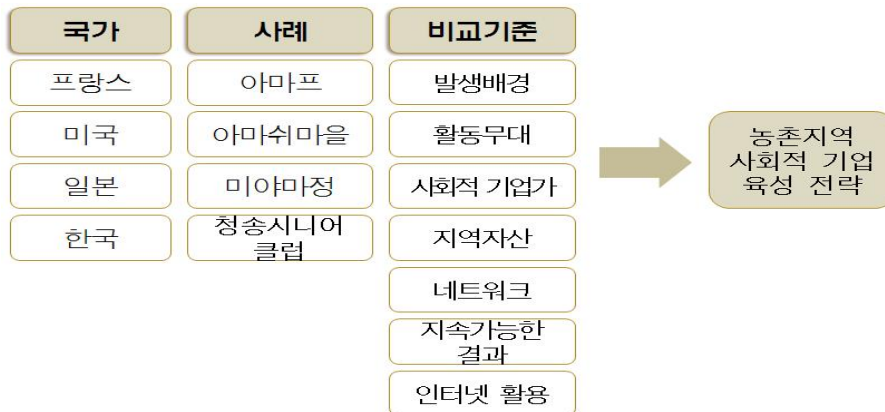 국가
사례
비교기준
프랑스
아마프
발생배경
미국
아마쉬마을
활동무대
일본
미야마정
사회적 기업가
한국
청송시니어
클럽
지역자산
네트워크
지속가능한
결과
인터넷 활용
농촌지역
사회적 기업
육성 전략